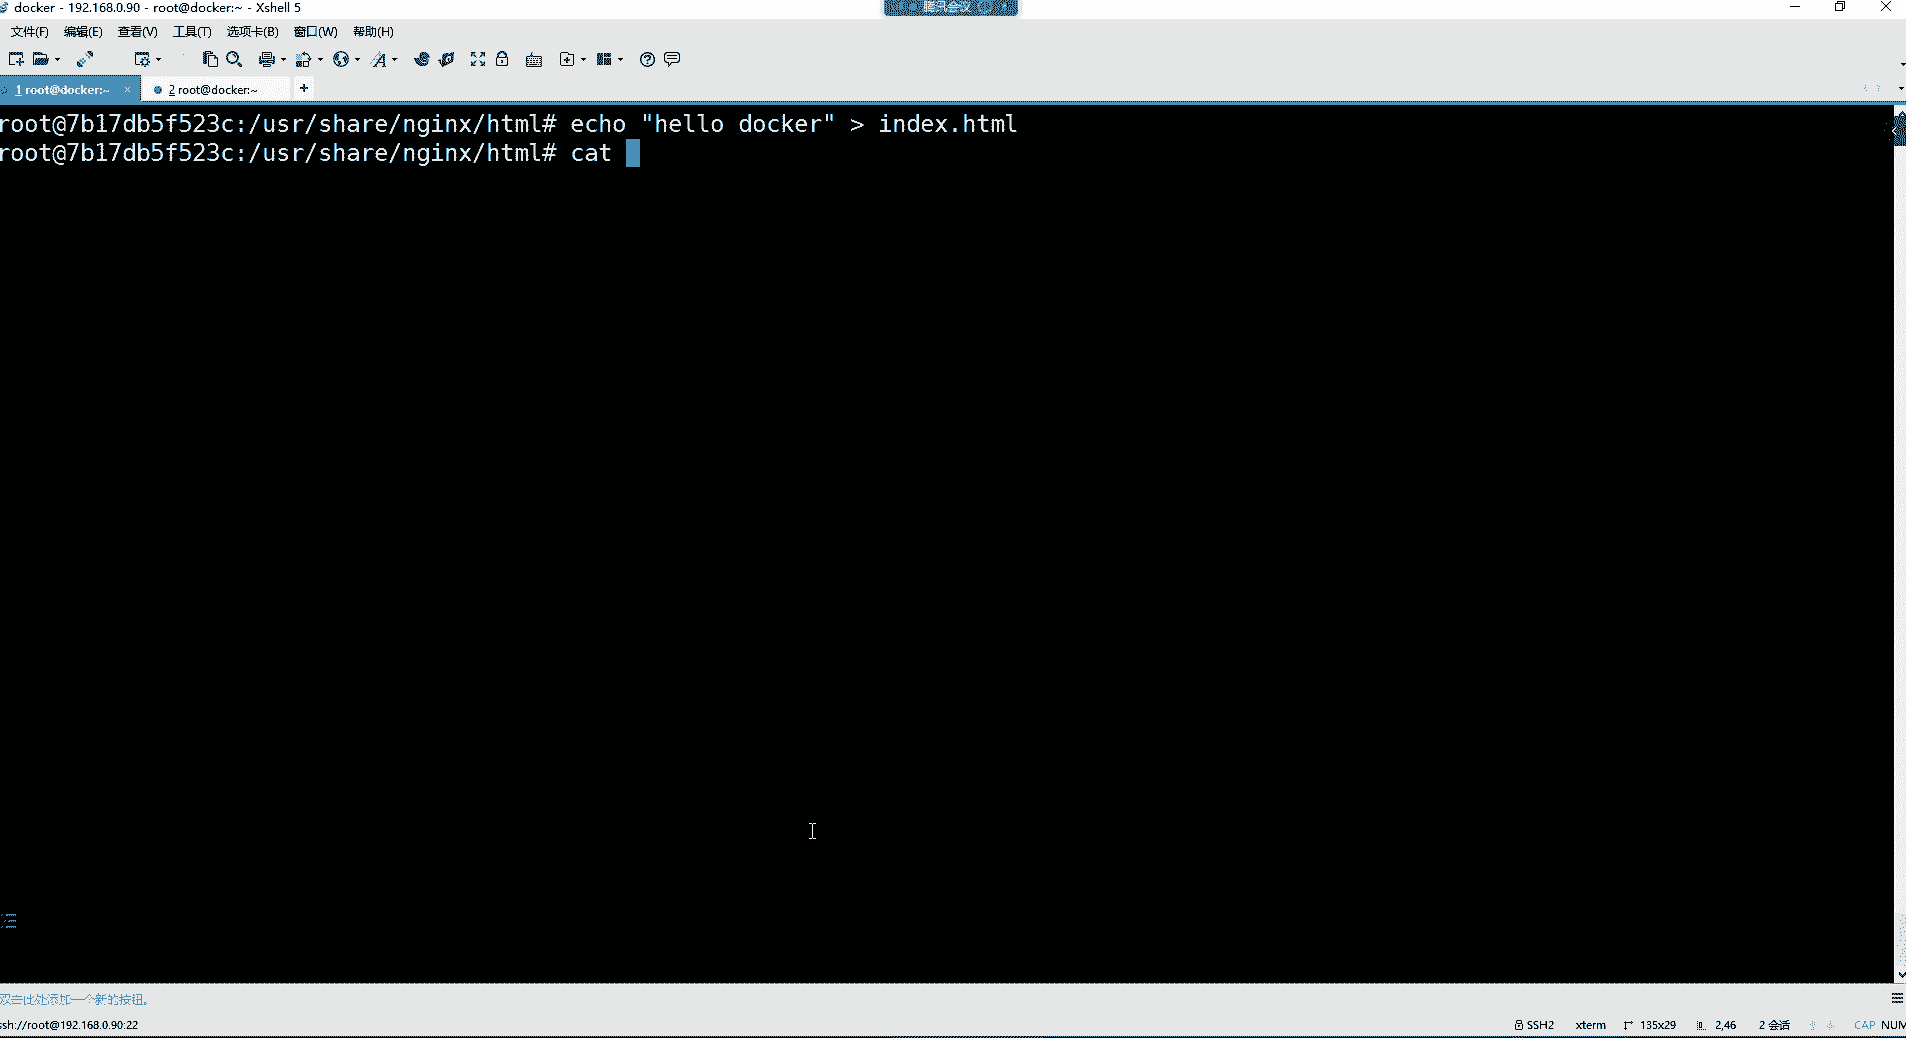 docker - 192.168.0.90 - root@docker:~ - Xshell 5
腾讯会议
文件(F) 编辑(E) 查看(V) 工具(T) 选项卡(B) 窗口(W) 帮助(H)
1 root@docker:~ × 2 root@docker:~ +
root@7b17db5f523c:/usr/share/nginx/html# echo "hello docker" > index.html
root@7b17db5f523c:/usr/share/nginx/html# cat
双击此处添加一个新的按钮。
ssh://root@192.168.0.90:22
SSH2 xterm 135x29 2,46 2 会话 CAP NUM